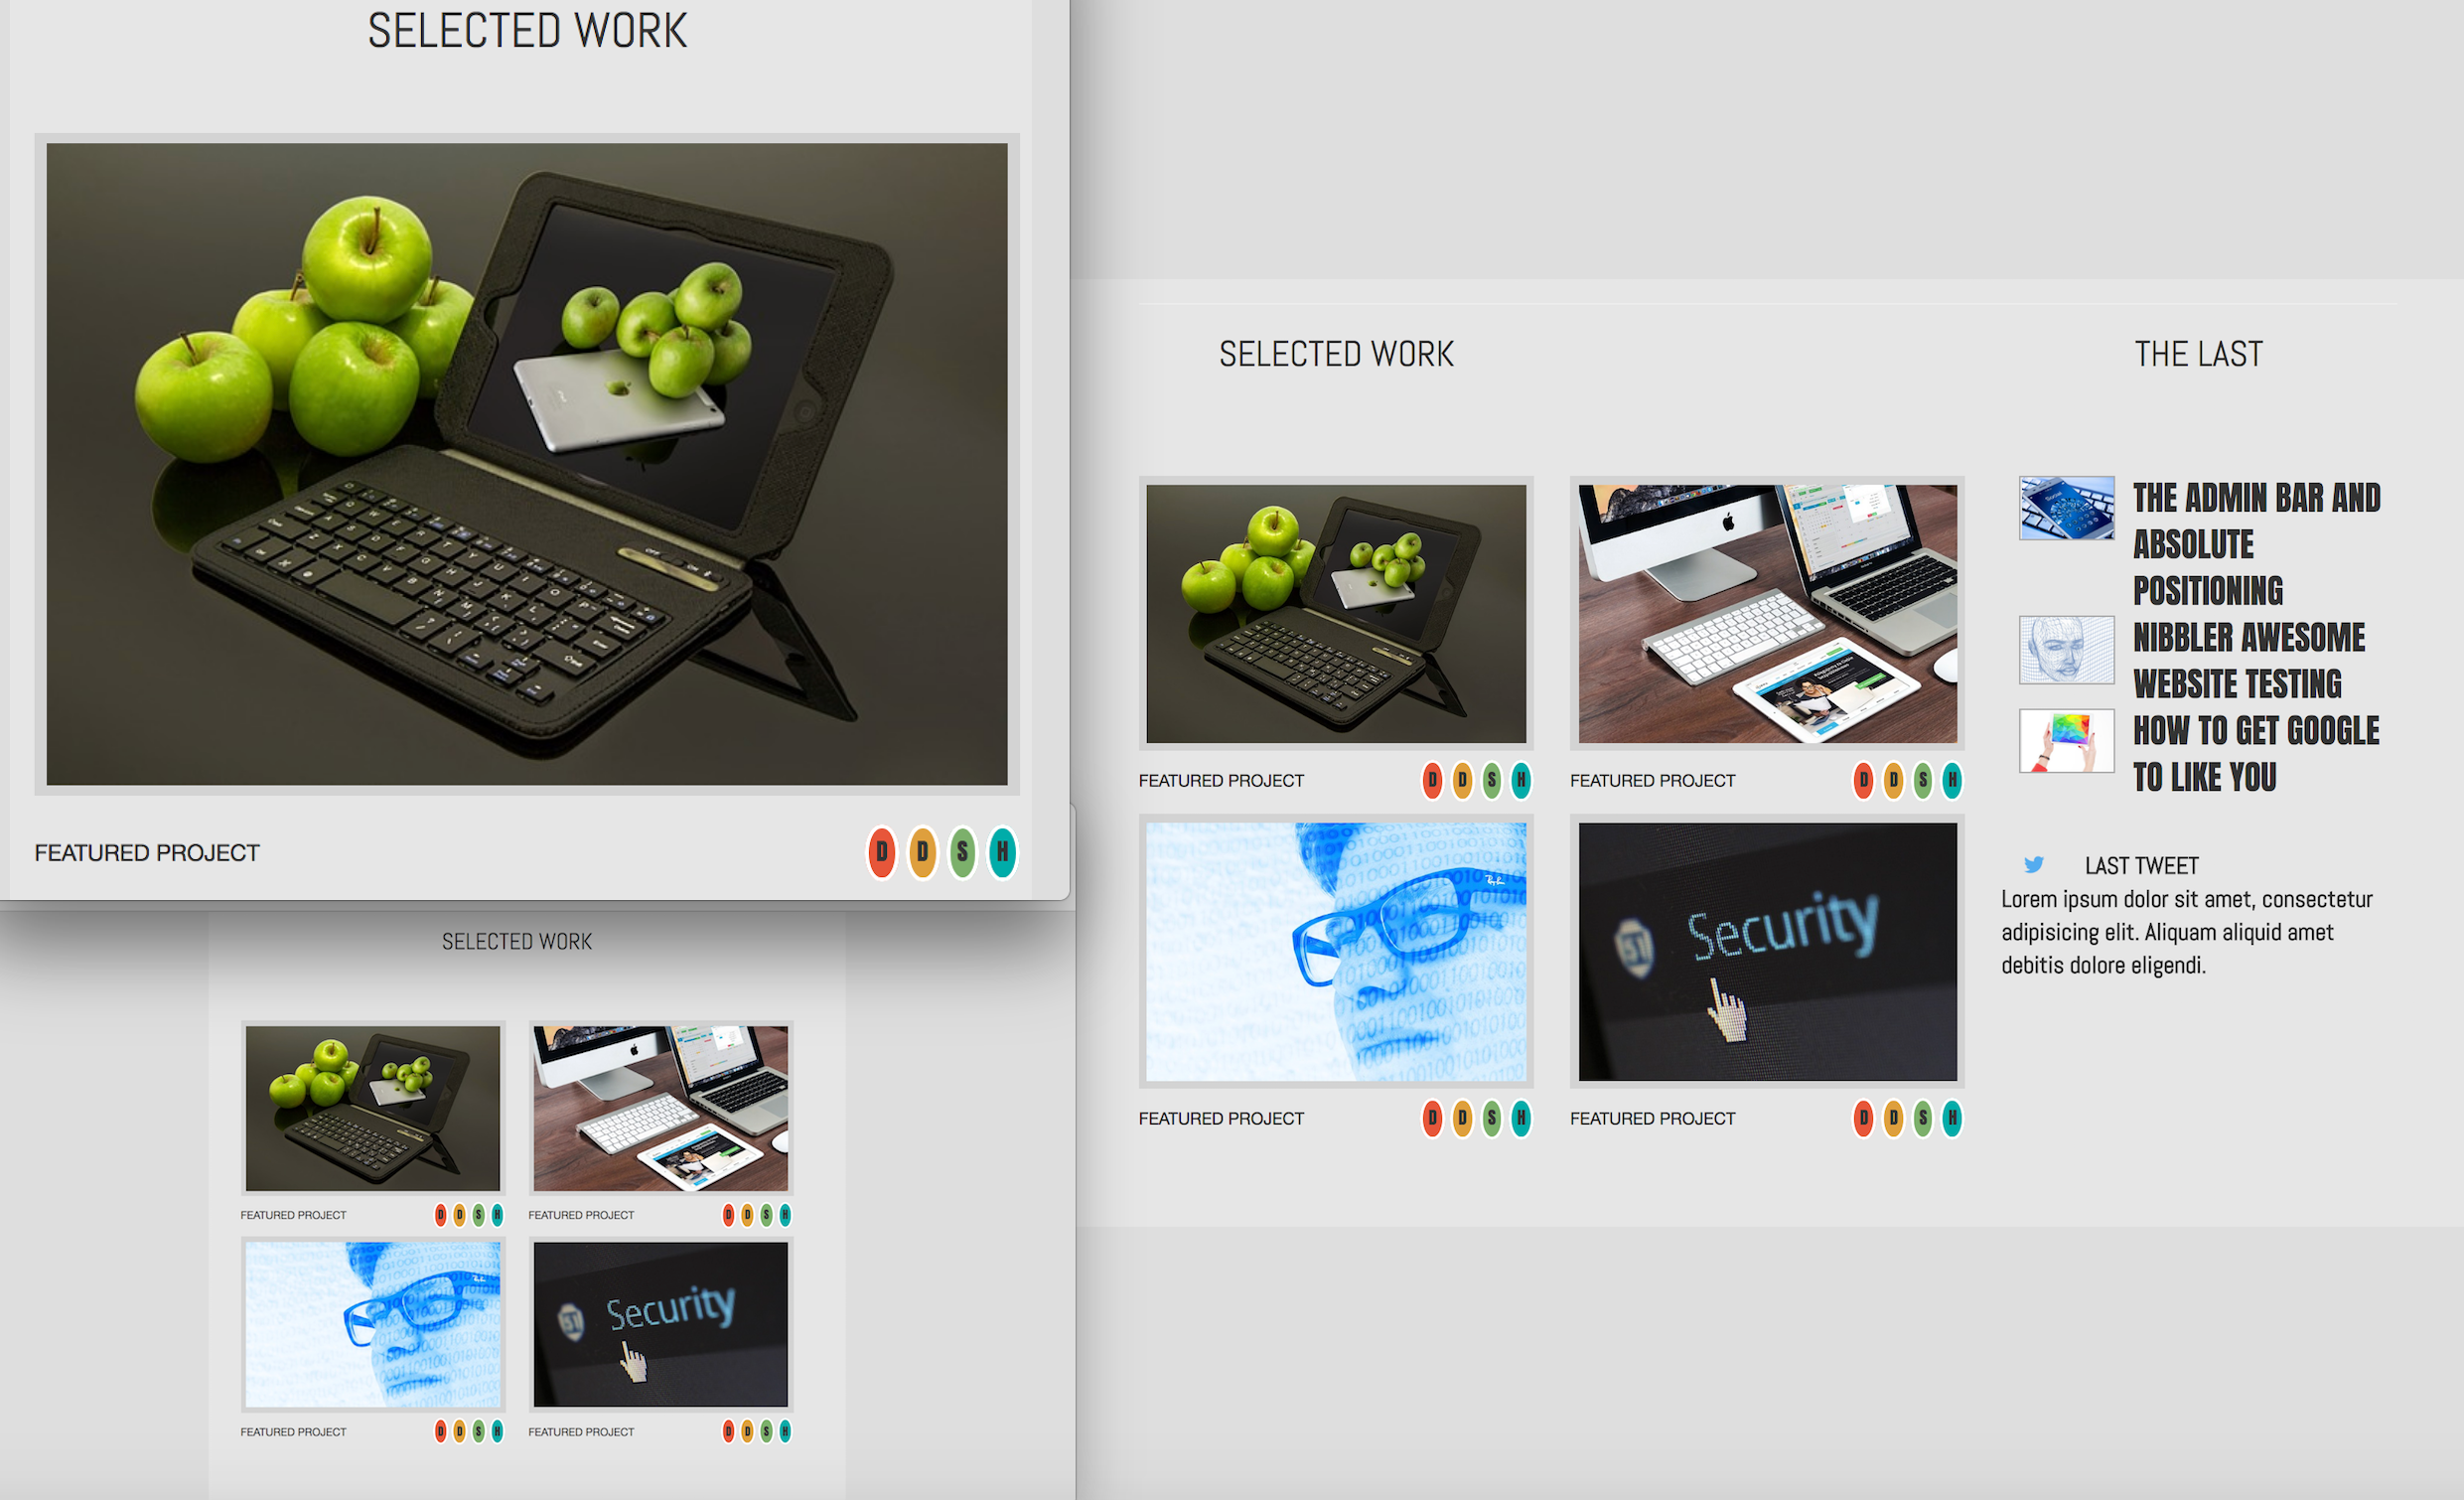 SELECTED WORK
FEATURED PROJECT
D D S H
SELECTED WORK
FEATURED PROJECT
D D S H
FEATURED PROJECT
D D S H
Security
FEATURED PROJECT
D D S H
FEATURED PROJECT
D D S H
SELECTED WORK
FEATURED PROJECT
D D S H
FEATURED PROJECT
D D S H
Ray-Ban
Security
FEATURED PROJECT
D D S H
FEATURED PROJECT
D D S H
THE LAST
THE ADMIN BAR AND
ABSOLUTE
POSITIONING
NIBBLER AWESOME
WEBSITE TESTING
HOW TO GET GOOGLE
TO LIKE YOU
LAST TWEET
Lorem ipsum dolor sit amet, consectetur
adipisicing elit. Aliquam aliquid amet
debitis dolore eligendi.